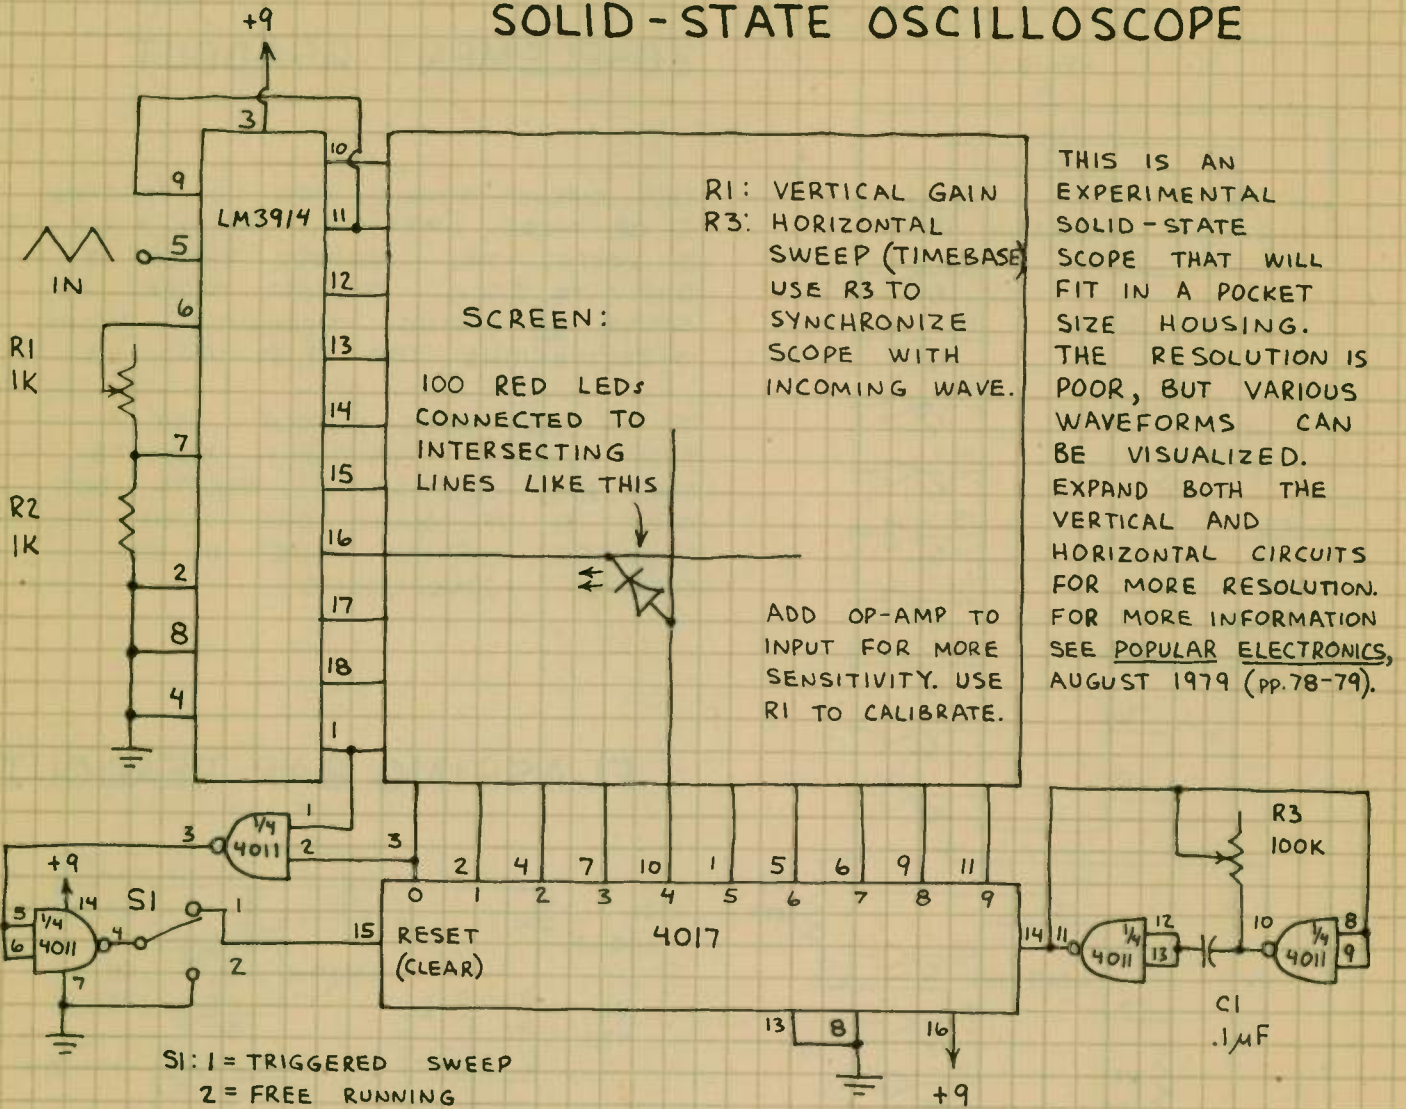 SOLID-STATE OSCILLOSCOPE
+9
3
9
LM3914
5
IN
6
R1
1K
7
R2
1K
2
8
4
10
11
12
13
14
15
16
17
18
1
SCREEN:
100 RED LEDs
CONNECTED TO
INTERSECTING
LINES LIKE THIS
R1: VERTICAL GAIN
R3: HORIZONTAL
SWEEP (TIMEBASE)
USE R3 TO
SYNCHRONIZE
SCOPE WITH
INCOMING WAVE.
ADD OP-AMP TO
INPUT FOR MORE
SENSITIVITY. USE
R1 TO CALIBRATE.
THIS IS AN
EXPERIMENTAL
SOLID-STATE
SCOPE THAT WILL
FIT IN A POCKET
SIZE HOUSING.
THE RESOLUTION IS
POOR, BUT VARIOUS
WAVEFORMS CAN
BE VISUALIZED.
EXPAND BOTH THE
VERTICAL AND
HORIZONTAL CIRCUITS
FOR MORE RESOLUTION.
FOR MORE INFORMATION
SEE POPULAR ELECTRONICS,
AUGUST 1979 (PP.78-79).
3 1/4 4011 1 2
+9
14
5 6 1/4 4011 4
7
S1
1
2
3 2 4 7 10 1 5 6 9 11
0 1 2 3 4 5 6 7 8 9
15 RESET (CLEAR) 4017 14
13 8 16
+9
11 1/4 4011 12 13
10 1/4 4011 8 9
R3
100K
C1
.1µF
S1: 1 = TRIGGERED SWEEP
2 = FREE RUNNING